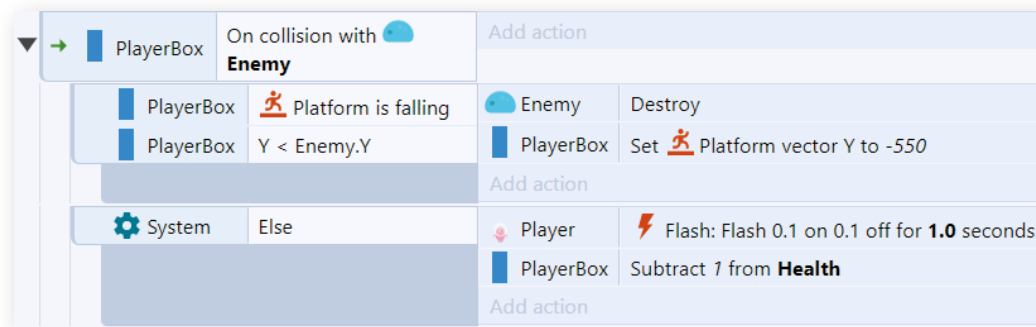 PlayerBox On collision with Enemy Add action
PlayerBox Platform is falling Enemy Destroy
PlayerBox Y < Enemy.Y PlayerBox Set Platform vector Y to -550
Add action
System Else Player Flash: Flash 0.1 on 0.1 off for 1.0 seconds
PlayerBox Subtract 1 from Health
Add action